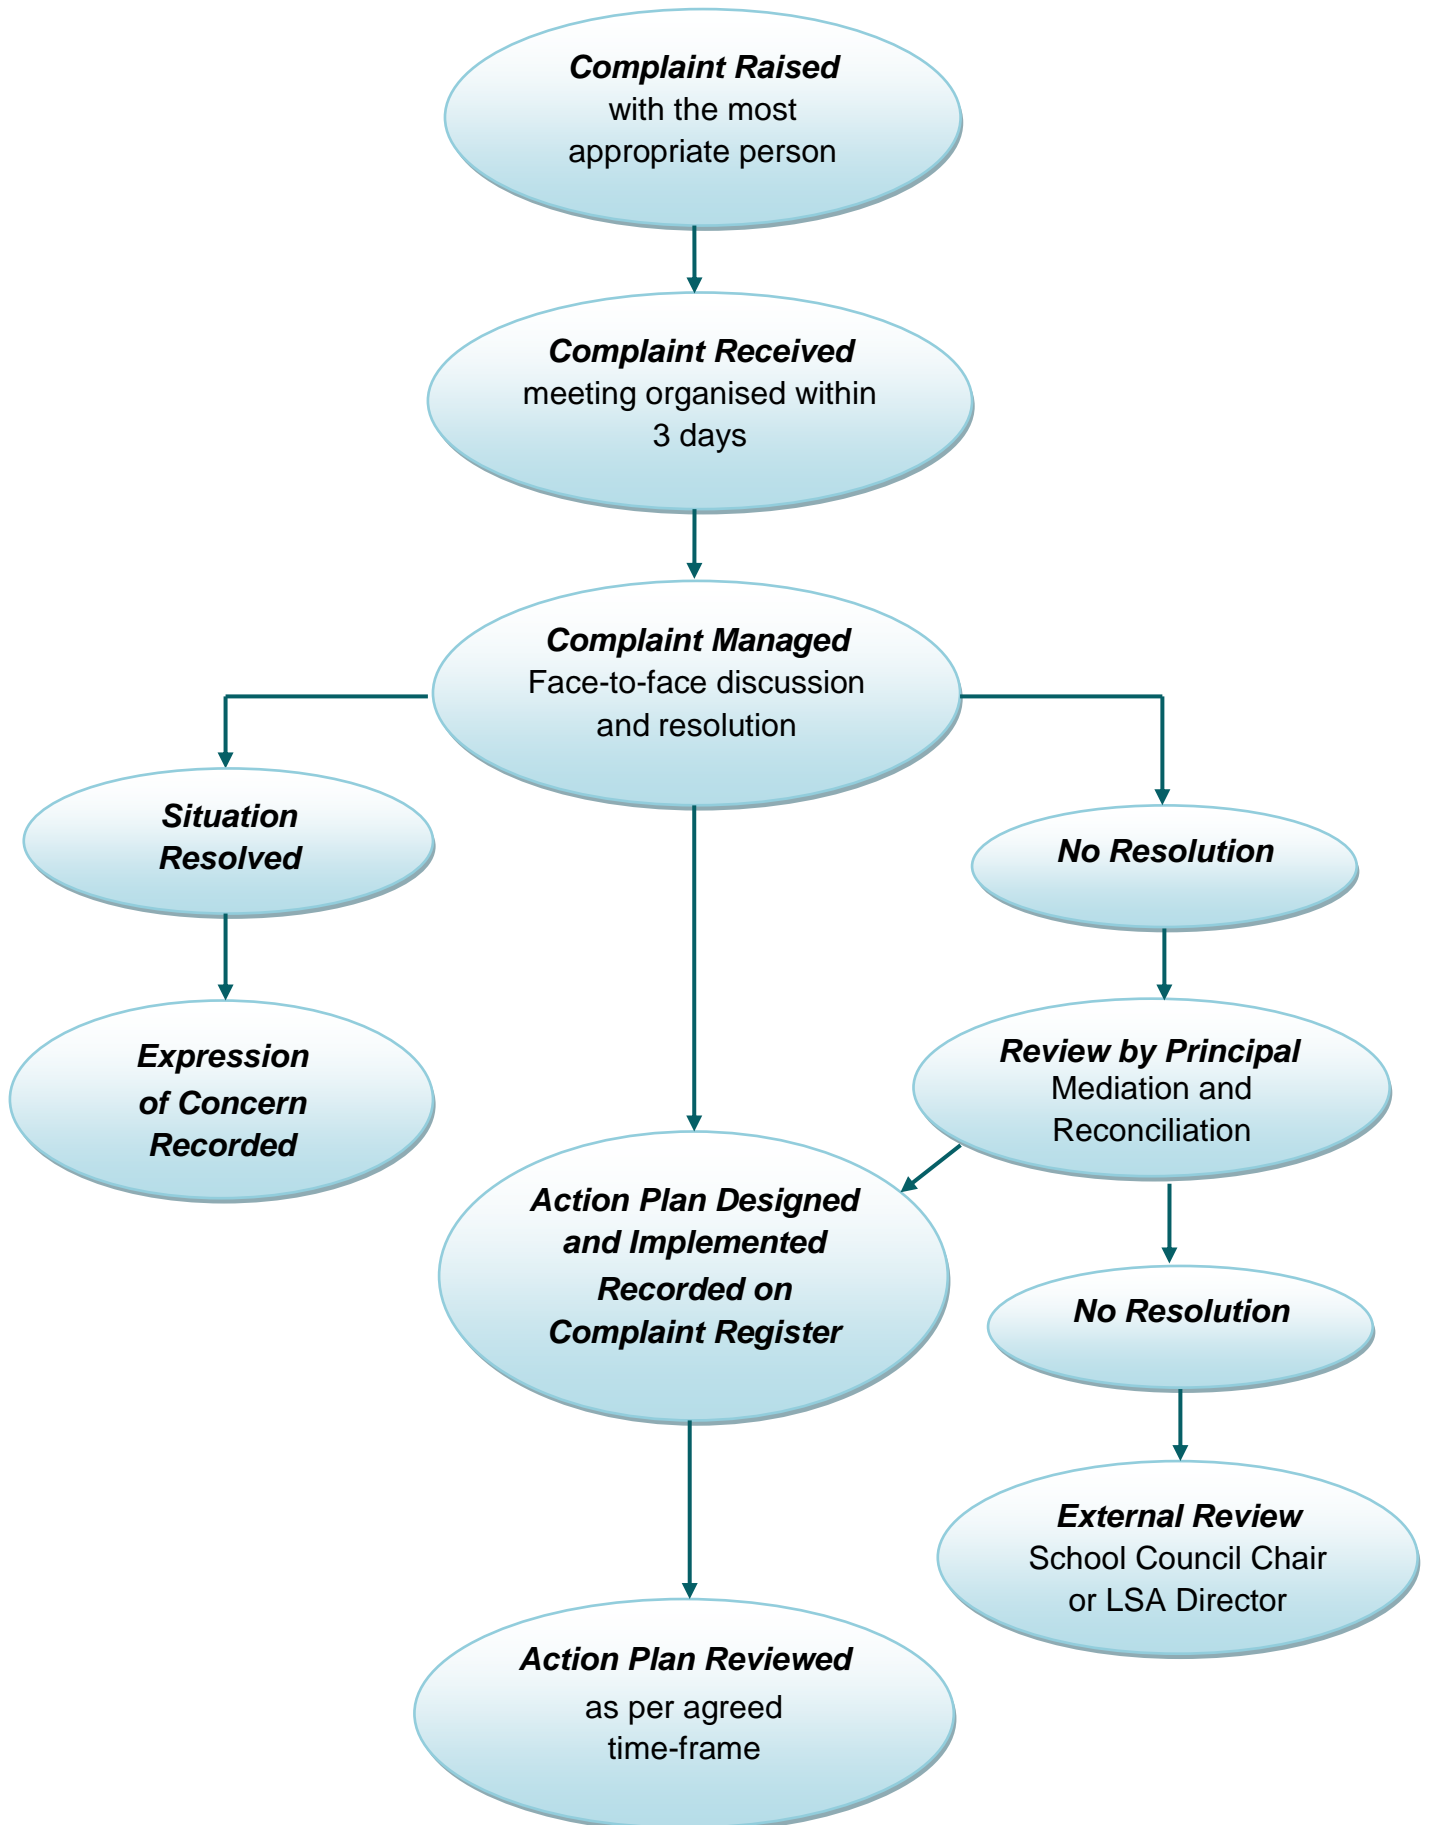 Complaint Raised
with the most
appropriate person
Complaint Received
meeting organised within
3 days
Complaint Managed
Face-to-face discussion
and resolution
Situation
Resolved
No Resolution
Expression
of Concern
Recorded
Review by Principal
Mediation and
Reconciliation
Action Plan Designed
and Implemented
Recorded on
Complaint Register
No Resolution
External Review
School Council Chair
or LSA Director
Action Plan Reviewed
as per agreed
time-frame